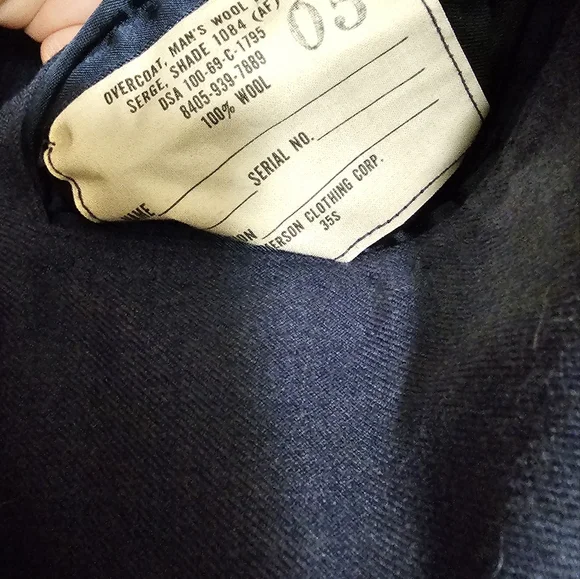 OVERCOAT, MAN'S WOOL
SERGE, SHADE 1084 (AF)
DSA 100-69-C-1795
8405-939-7889
100% WOOL
05
SERIAL NO.
CLOTHING CORP.
35S